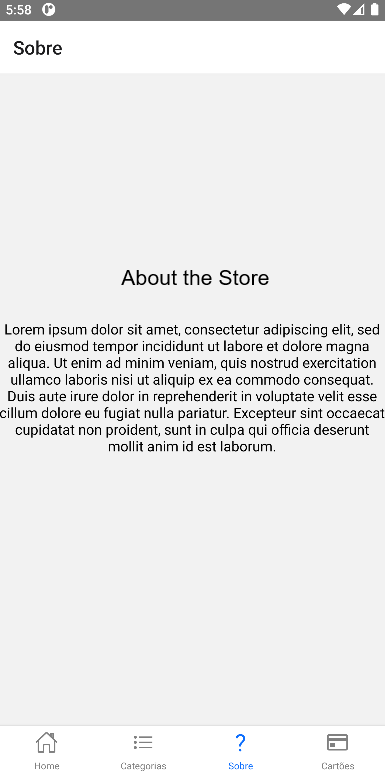 5:58
Sobre
About the Store
Lorem ipsum dolor sit amet, consectetur adipiscing elit, sed
do eiusmod tempor incididunt ut labore et dolore magna
aliqua. Ut enim ad minim veniam, quis nostrud exercitation
ullamco laboris nisi ut aliquip ex ea commodo consequat.
Duis aute irure dolor in reprehenderit in voluptate velit esse
cillum dolore eu fugiat nulla pariatur. Excepteur sint occaecat
cupidatat non proident, sunt in culpa qui officia deserunt
mollit anim id est laborum.
Home
Categorias
Sobre
Cartões